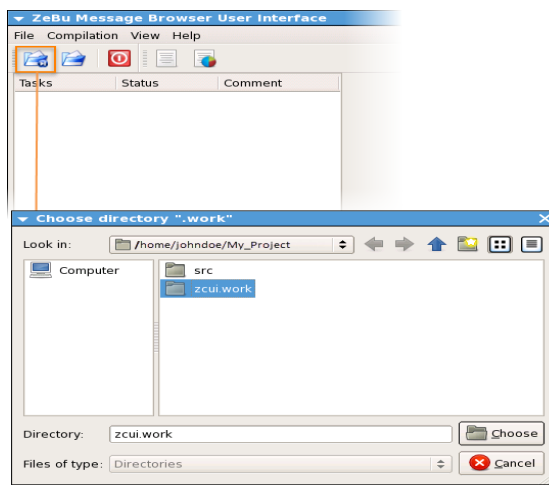 ZeBu Message Browser User Interface
File Compilation View Help
Tasks Status Comment
Choose directory ".work"
Look in: /home/johndoe/My_Project
Computer
src
zcui.work
Directory: zcui.work Choose
Files of type: Directories Cancel